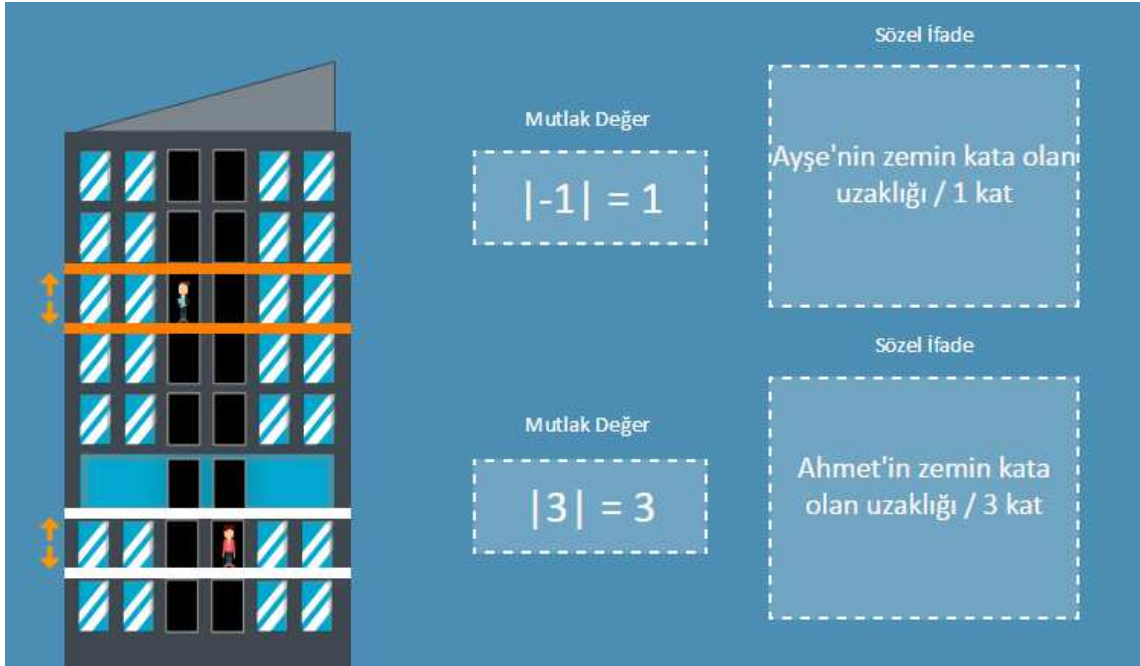 Sözel İfade
Mutlak Değer
|-1| = 1
Ayşe'nin zemin kata olan
uzaklığı / 1 kat
Sözel İfade
Mutlak Değer
|3| = 3
Ahmet'in zemin kata
olan uzaklığı / 3 kat